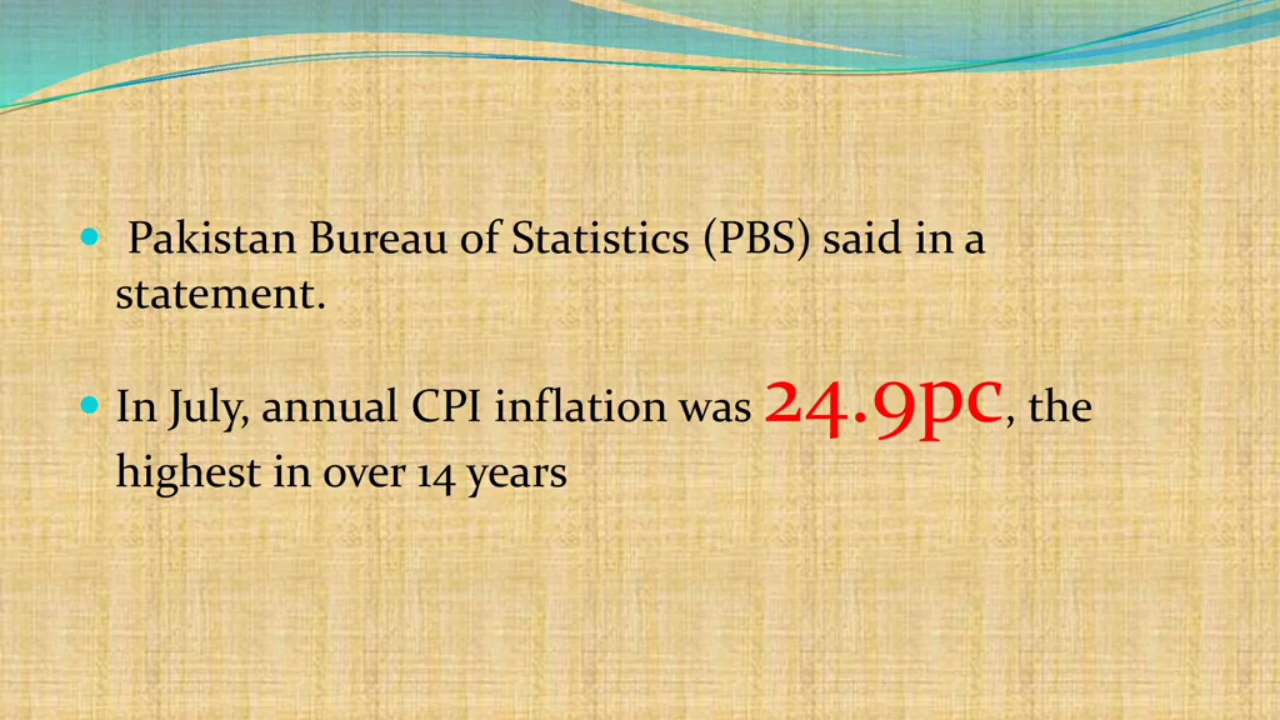 • Pakistan Bureau of Statistics (PBS) said in a
statement.
• In July, annual CPI inflation was 24.9pc, the
highest in over 14 years